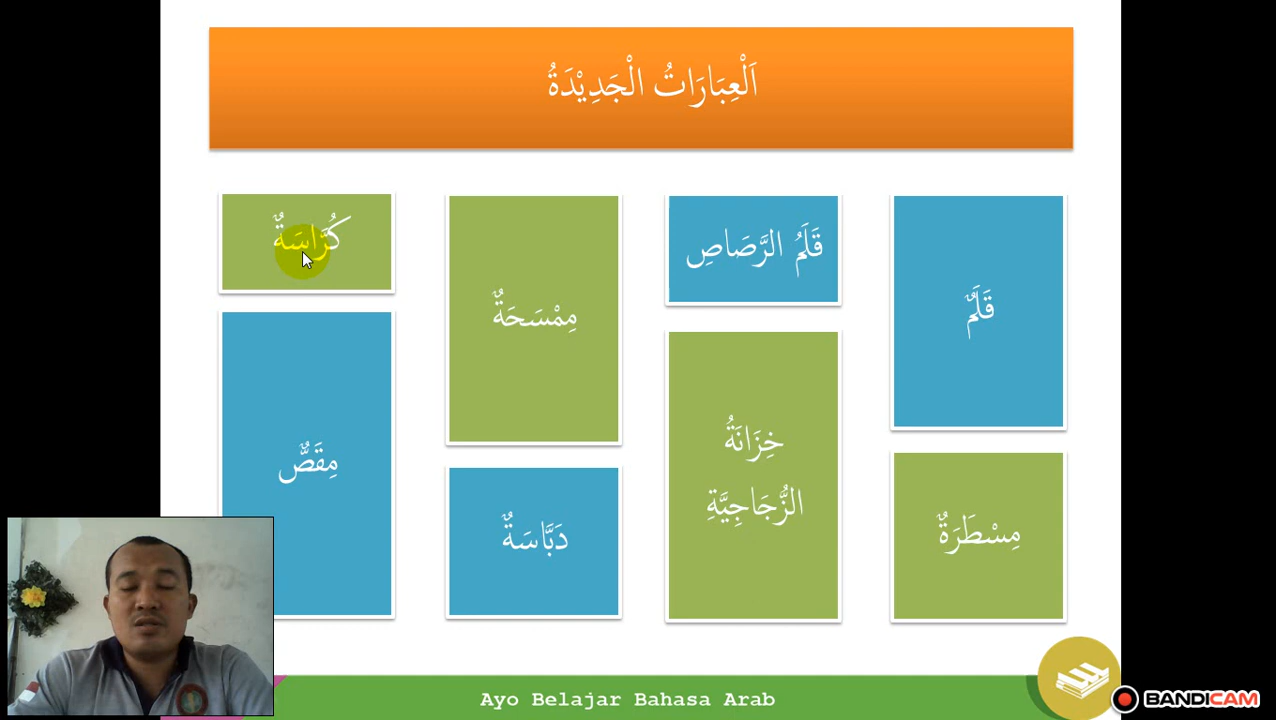 اَلْعِبَارَاتُ الْجَدِيْدَةُ
قَلَمٌ
قَلَمُ الرَّصَاصِ
مِمْسَحَةٌ
كُرَّاسَةٌ
مِسْطَرَةٌ
خِزَانَةُ
الزُّجَاجِيَّةِ
دَبَّاسَةٌ
مِقَصٌّ
Ayo Belajar Bahasa Arab
BANDICAM